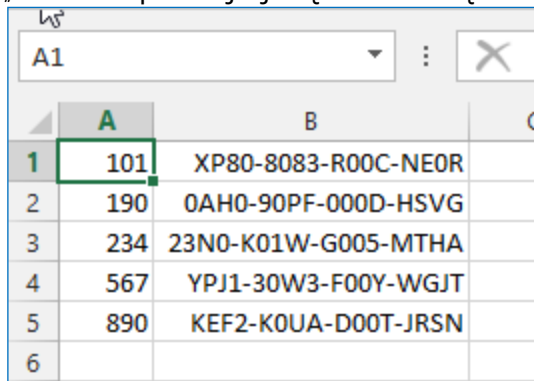 A1
A B
1 101 XP80-8083-R00C-NE0R
2 190 0AH0-90PF-000D-HSVG
3 234 23N0-K01W-G005-MTHA
4 567 YPJ1-30W3-F00Y-WGJT
5 890 KEF2-K0UA-D00T-JRSN
6